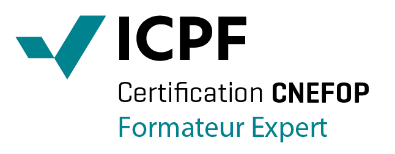 ICPF
Certification CNEFOP
Formateur Expert